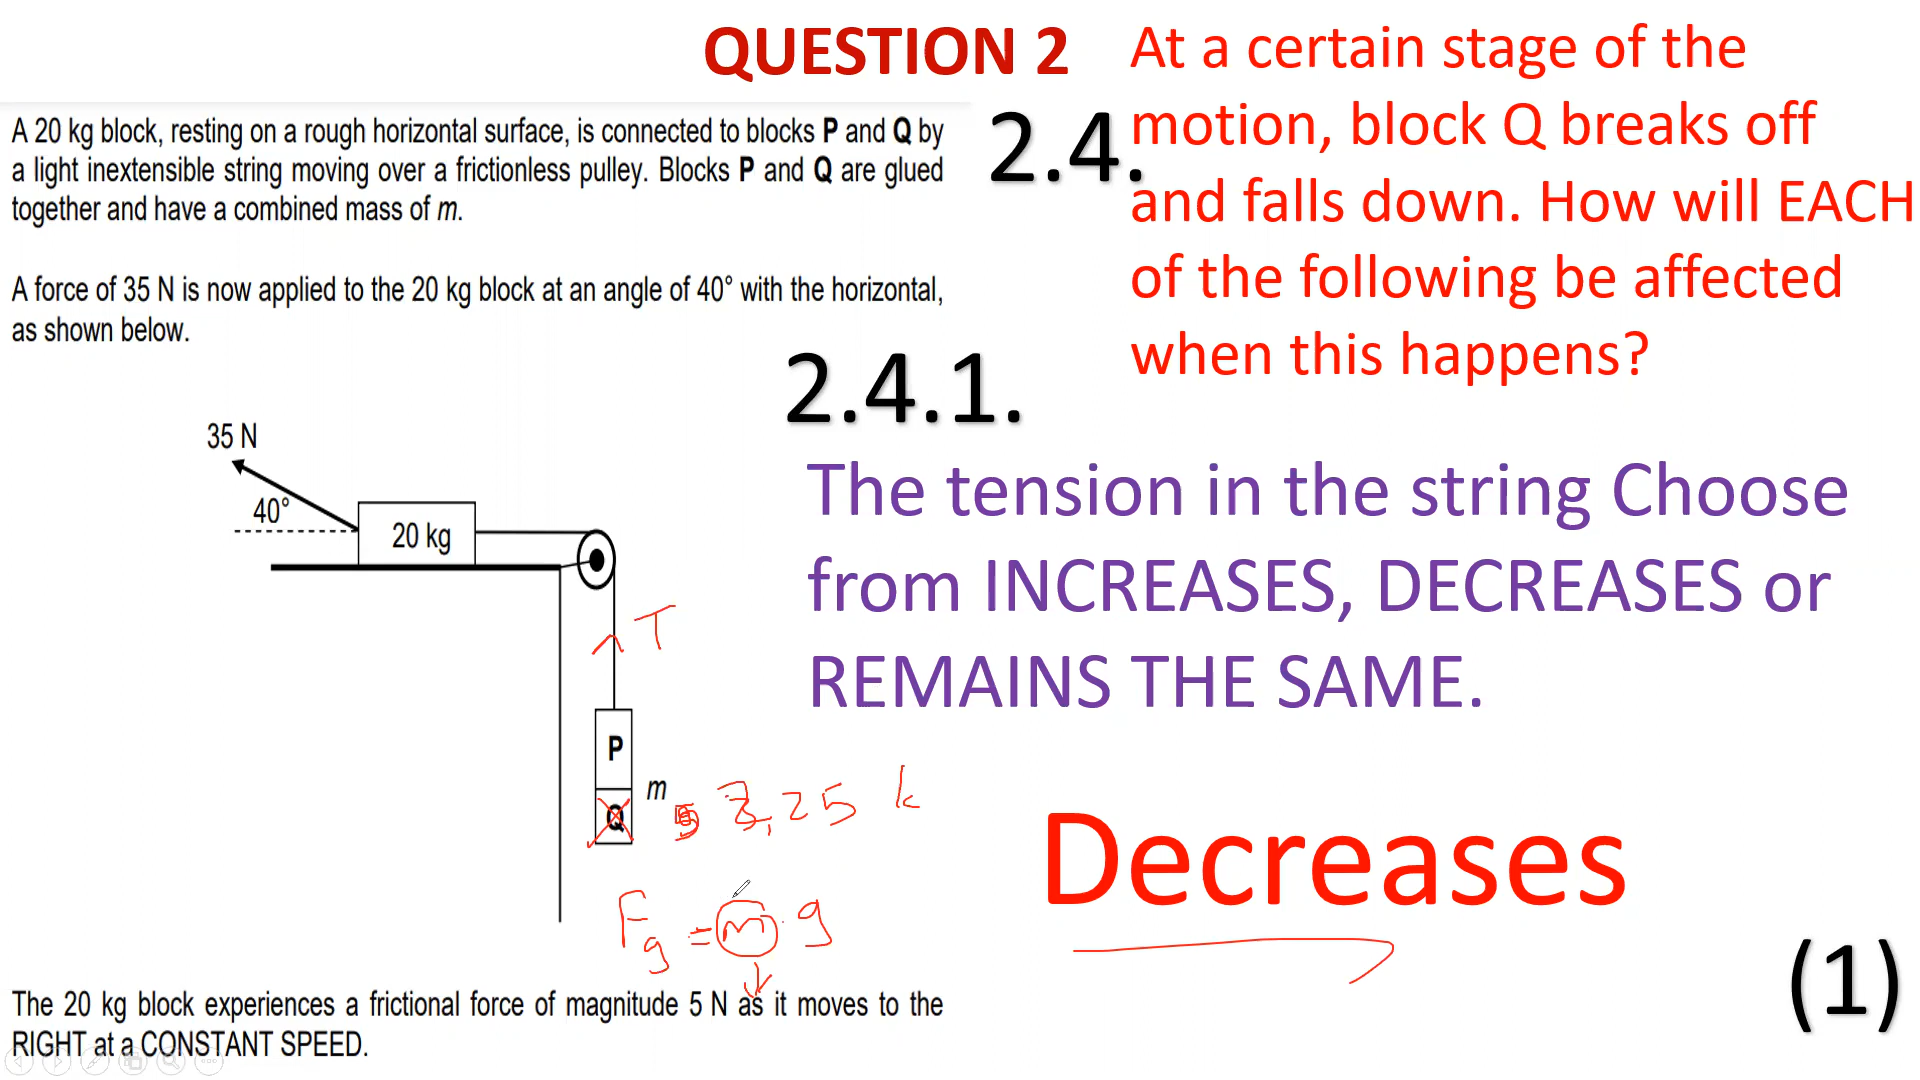 QUESTION 2
A 20 kg block, resting on a rough horizontal surface, is connected to blocks P and Q by
a light inextensible string moving over a frictionless pulley. Blocks P and Q are glued
together and have a combined mass of m.
A force of 35 N is now applied to the 20 kg block at an angle of 40° with the horizontal,
as shown below.
35 N
40°
20 kg
T
P
m
Q
3,25 k
Fg = m . g
The 20 kg block experiences a frictional force of magnitude 5 N as it moves to the
RIGHT at a CONSTANT SPEED.
2.4.
At a certain stage of the
motion, block Q breaks off
and falls down. How will EACH
of the following be affected
when this happens?
2.4.1.
The tension in the string Choose
from INCREASES, DECREASES or
REMAINS THE SAME.
Decreases
(1)